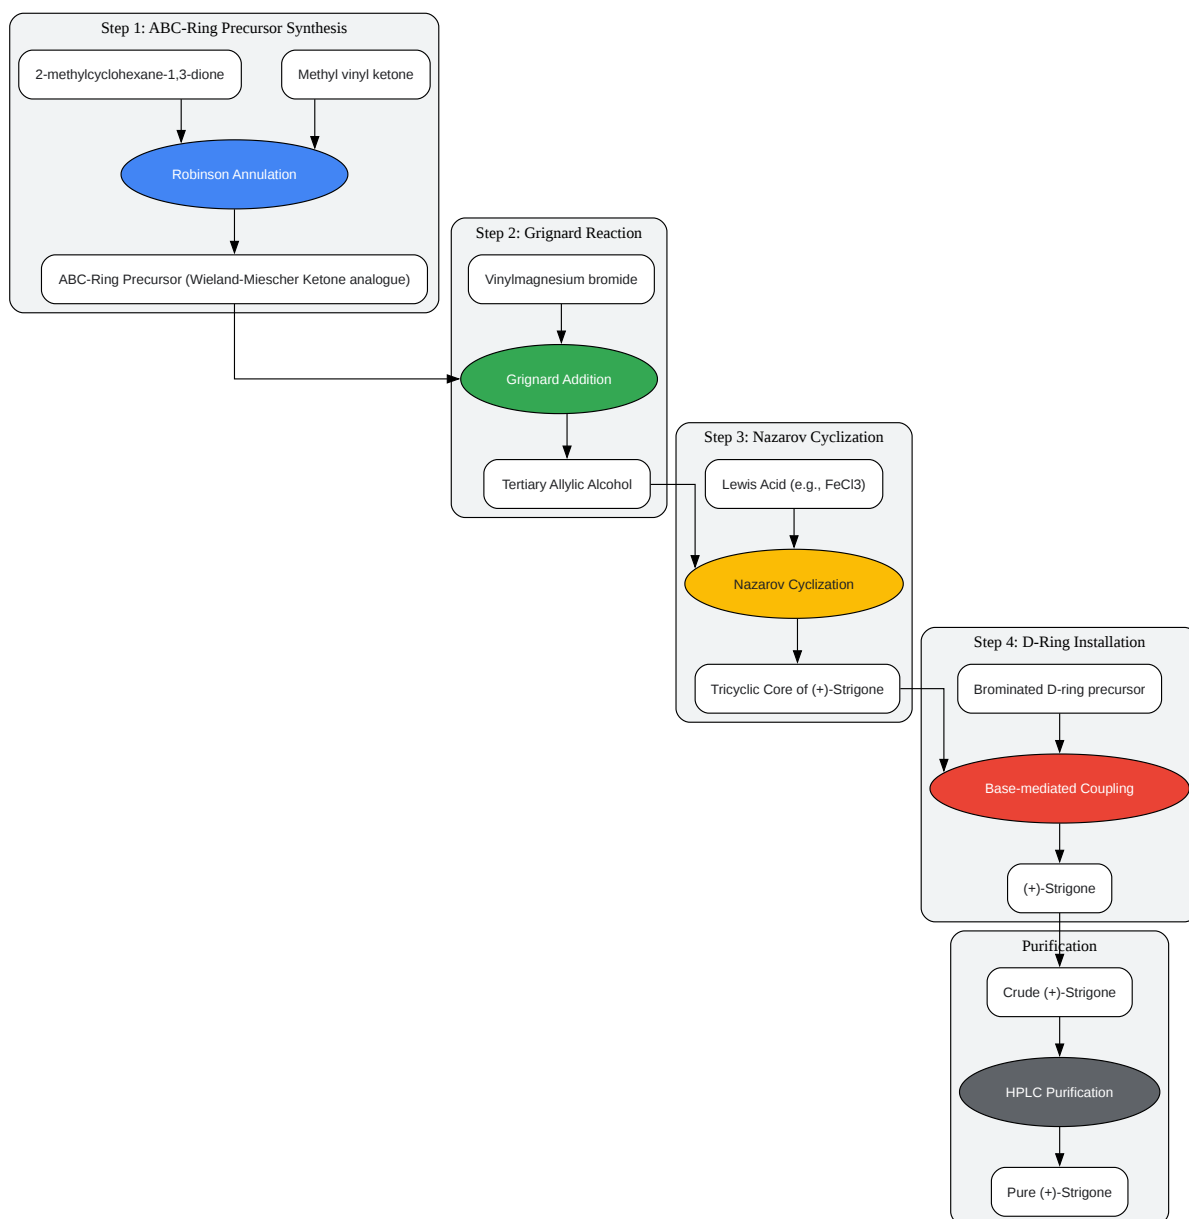 Step 1: ABC-Ring Precursor Synthesis
2-methylcyclohexane-1,3-dione
Methyl vinyl ketone
Robinson Annulation
ABC-Ring Precursor (Wieland-Miescher Ketone analogue)
Step 2: Grignard Reaction
Vinylmagnesium bromide
Grignard Addition
Tertiary Allylic Alcohol
Step 3: Nazarov Cyclization
Lewis Acid (e.g., FeCl3)
Nazarov Cyclization
Tricyclic Core of (+)-Strigone
Step 4: D-Ring Installation
Brominated D-ring precursor
Base-mediated Coupling
(+)-Strigone
Purification
Crude (+)-Strigone
HPLC Purification
Pure (+)-Strigone